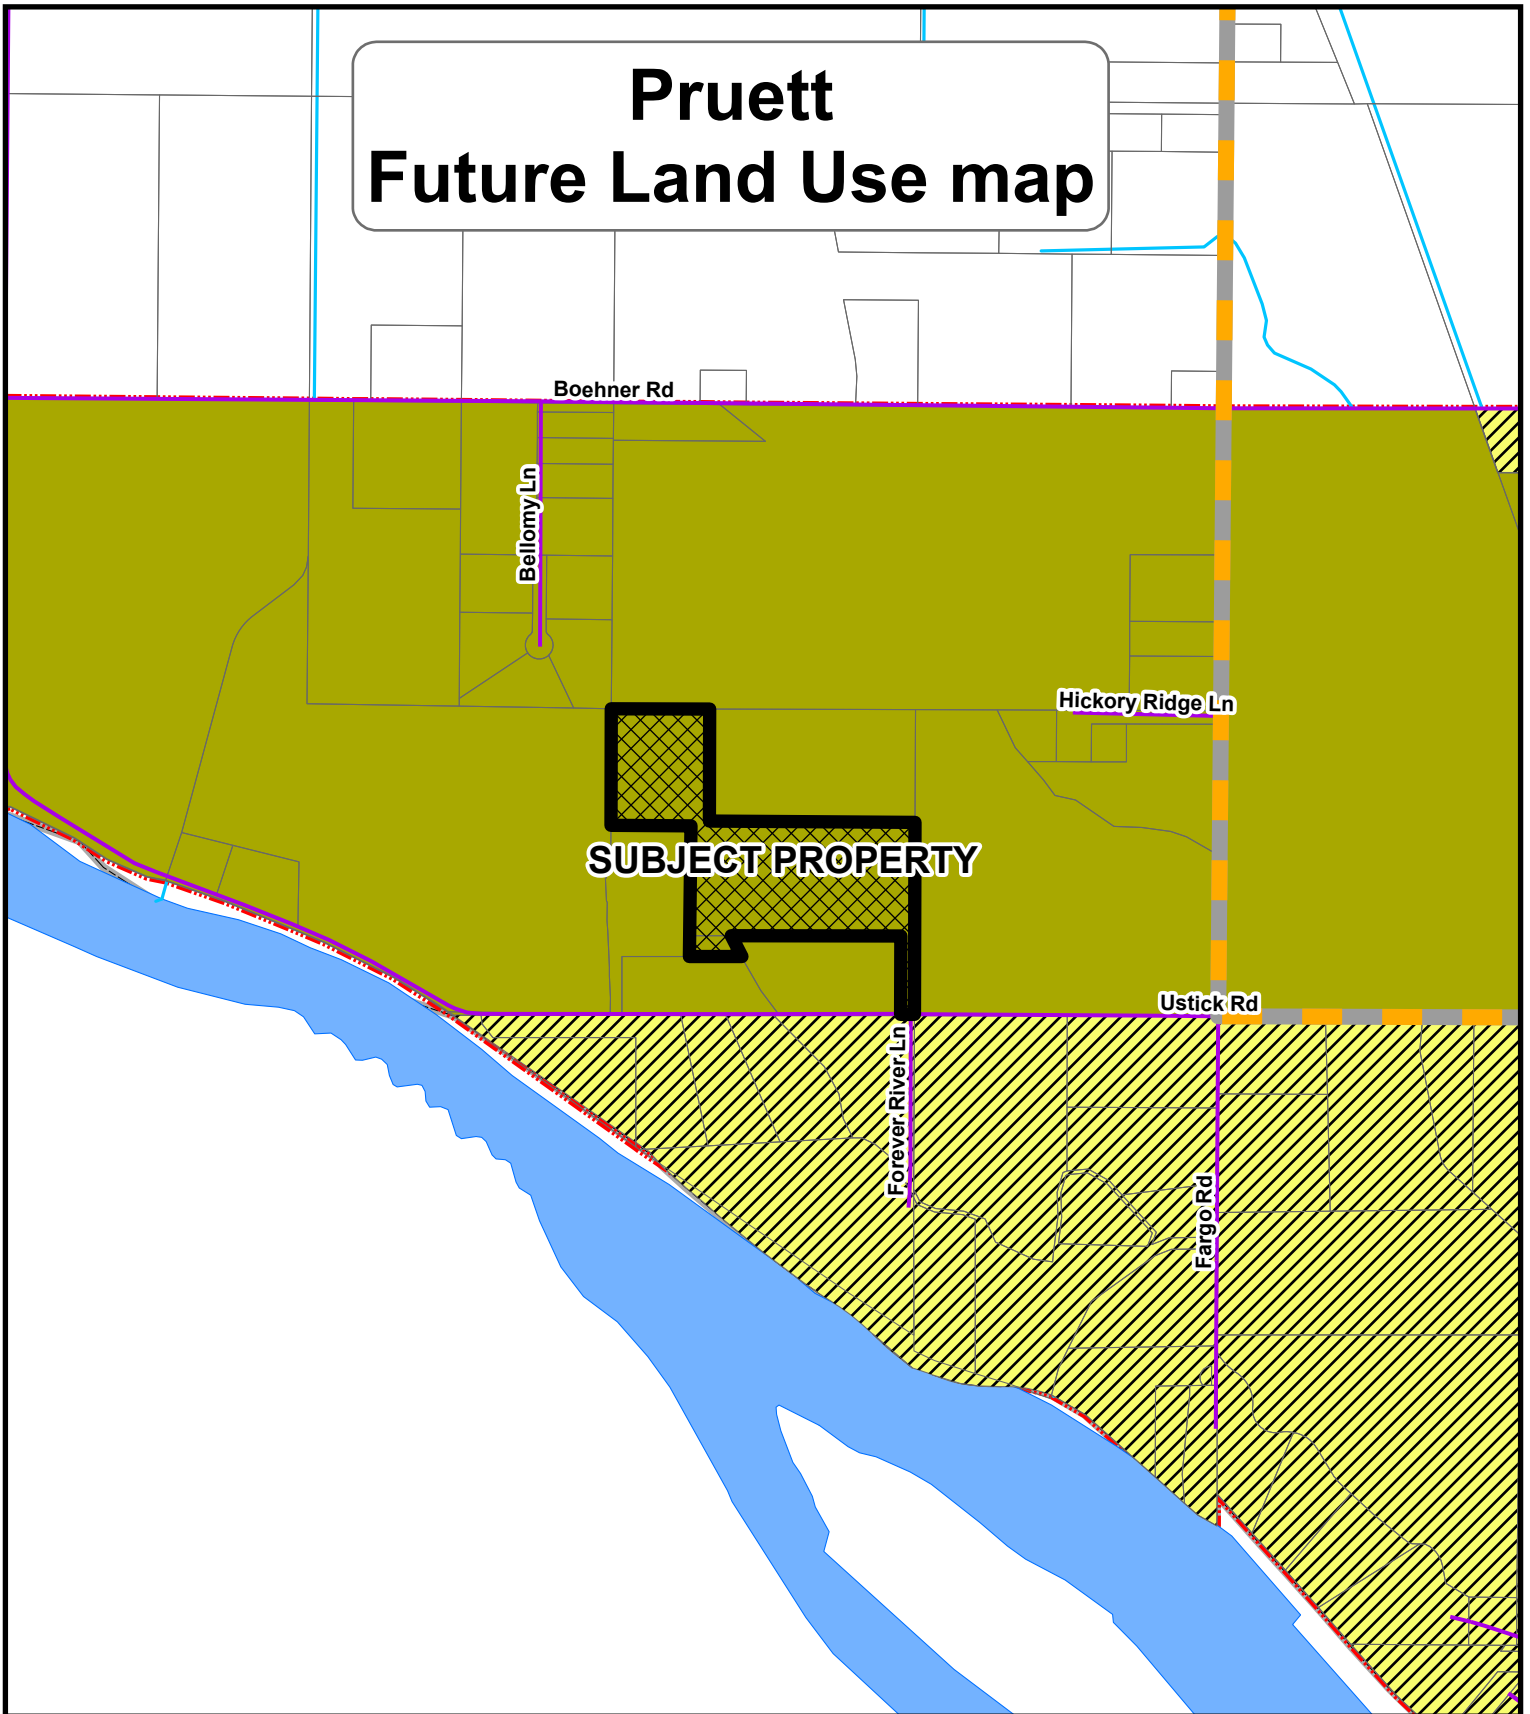 Pruett
Future Land Use map
Boehner Rd
Bellomy Ln
Hickory Ridge Ln
SUBJECT PROPERTY
Ustick Rd
Forever River Ln
Fargo Rd